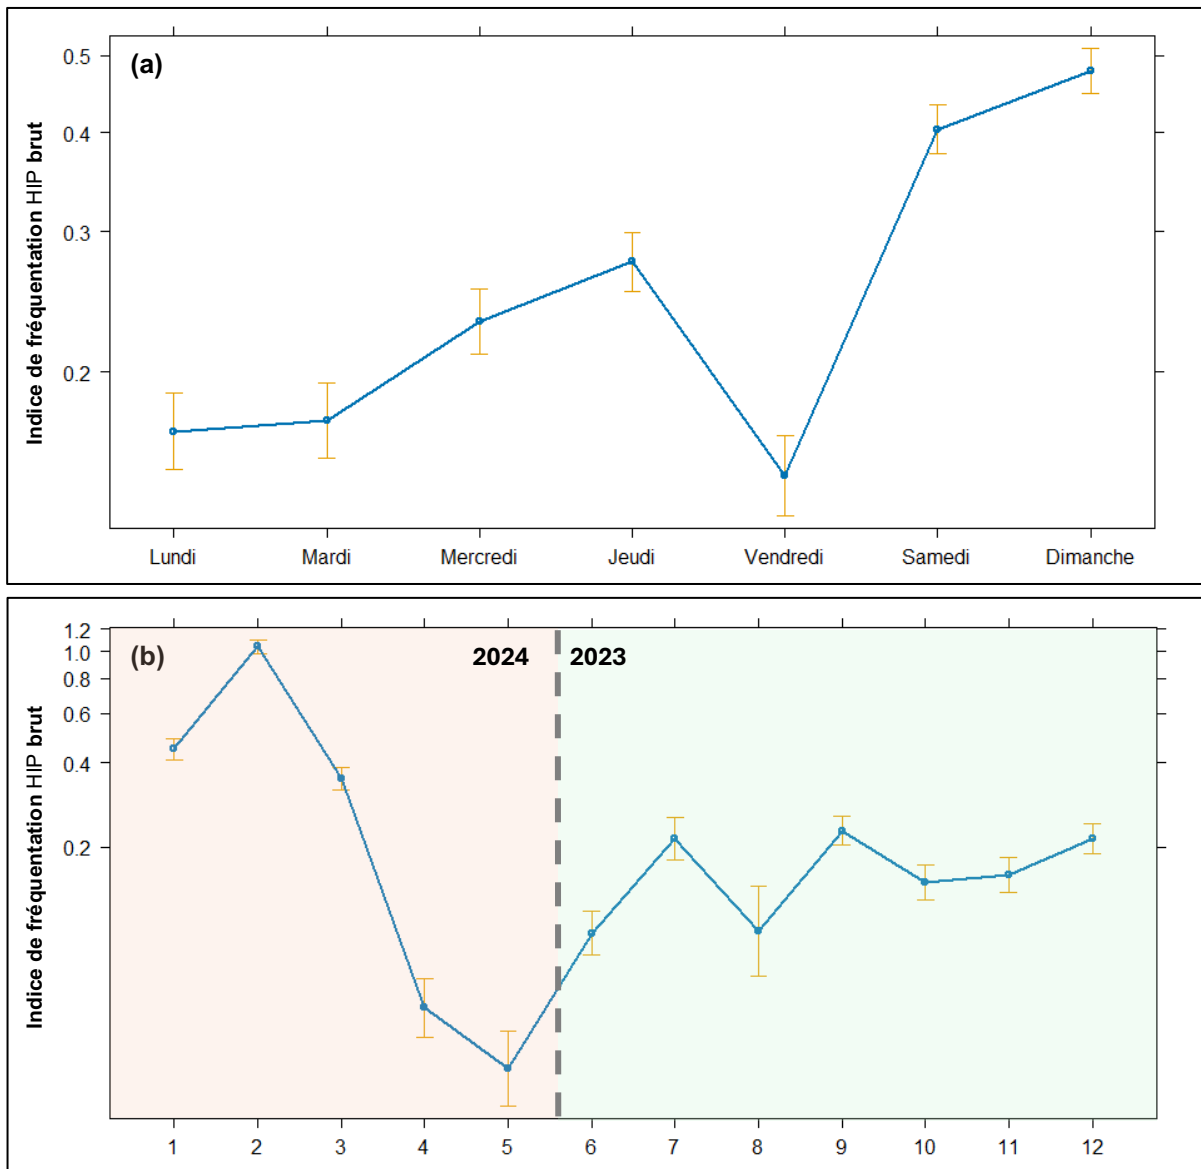 (a)
Indice de fréquentation HIP brut
0.5
0.4
0.3
0.2
Lundi Mardi Mercredi Jeudi Vendredi Samedi Dimanche
(b)
2024 2023
Indice de fréquentation HIP brut
1.2
1.0
0.8
0.6
0.4
0.2
1 2 3 4 5 6 7 8 9 10 11 12